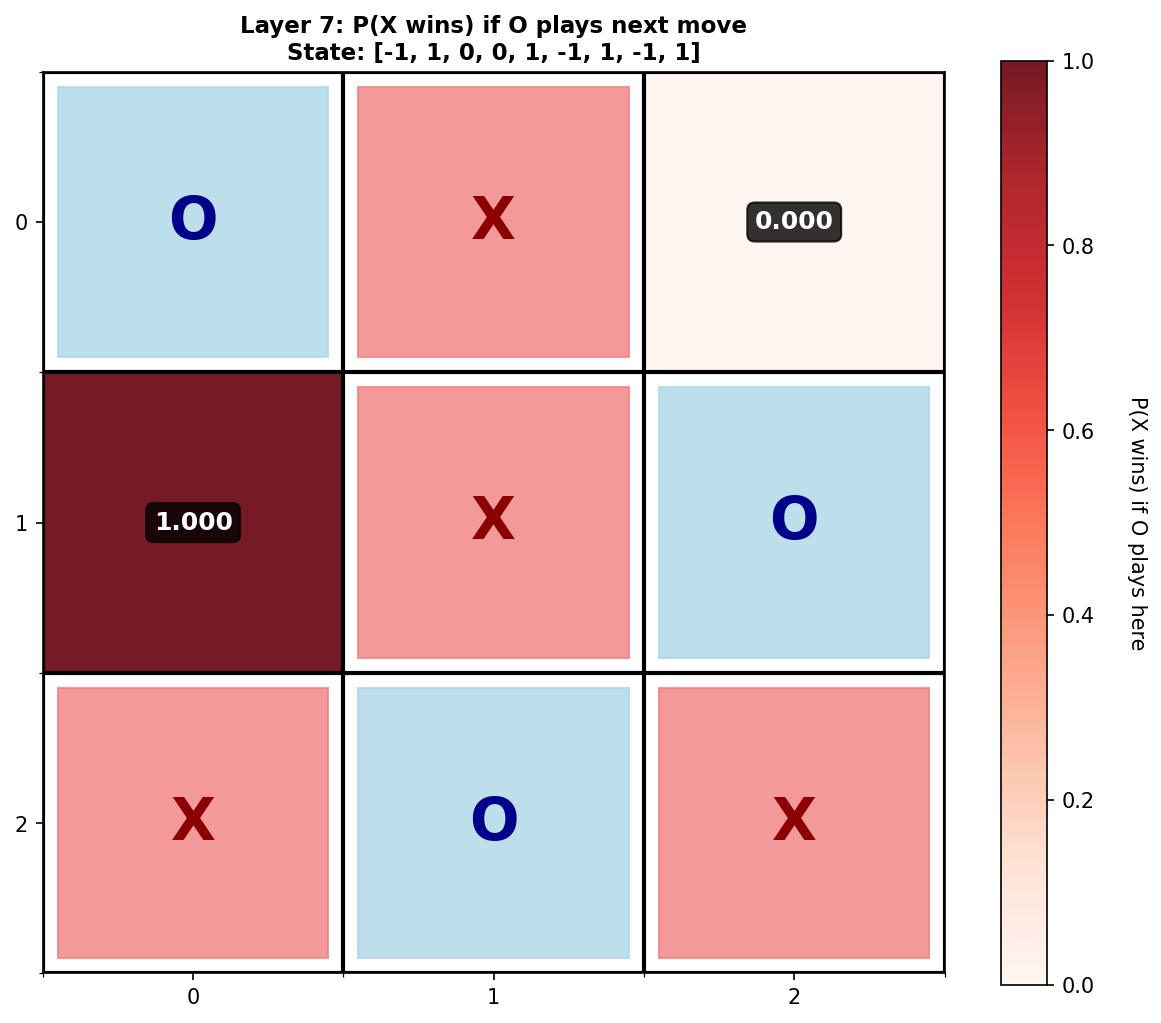 Layer 7: P(X wins) if O plays next move
State: [-1, 1, 0, 0, 1, -1, 1, -1, 1]
0
O
X
0.000
1
1.000
X
O
2
X
O
X
0
1
2
1.0
0.8
0.6
0.4
0.2
0.0
P(X wins) if O plays here